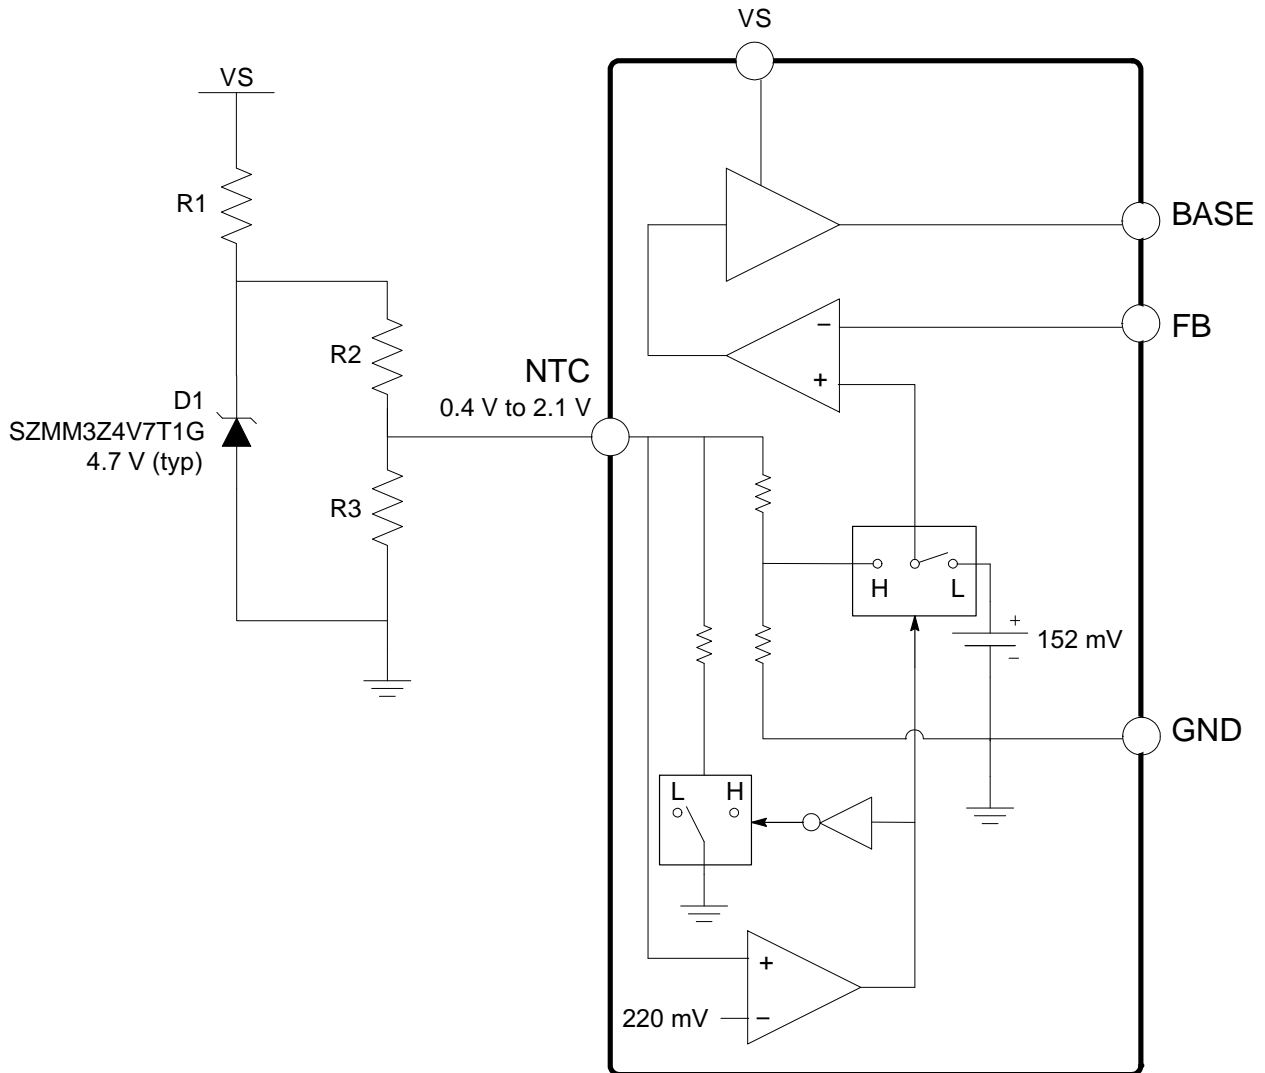 VS
VS
R1
BASE
FB
R2
NTC
0.4 V to 2.1 V
D1
SZMM3Z4V7T1G
4.7 V (typ)
R3
−
+
H
L
+
−
152 mV
GND
L
H
+
−
220 mV